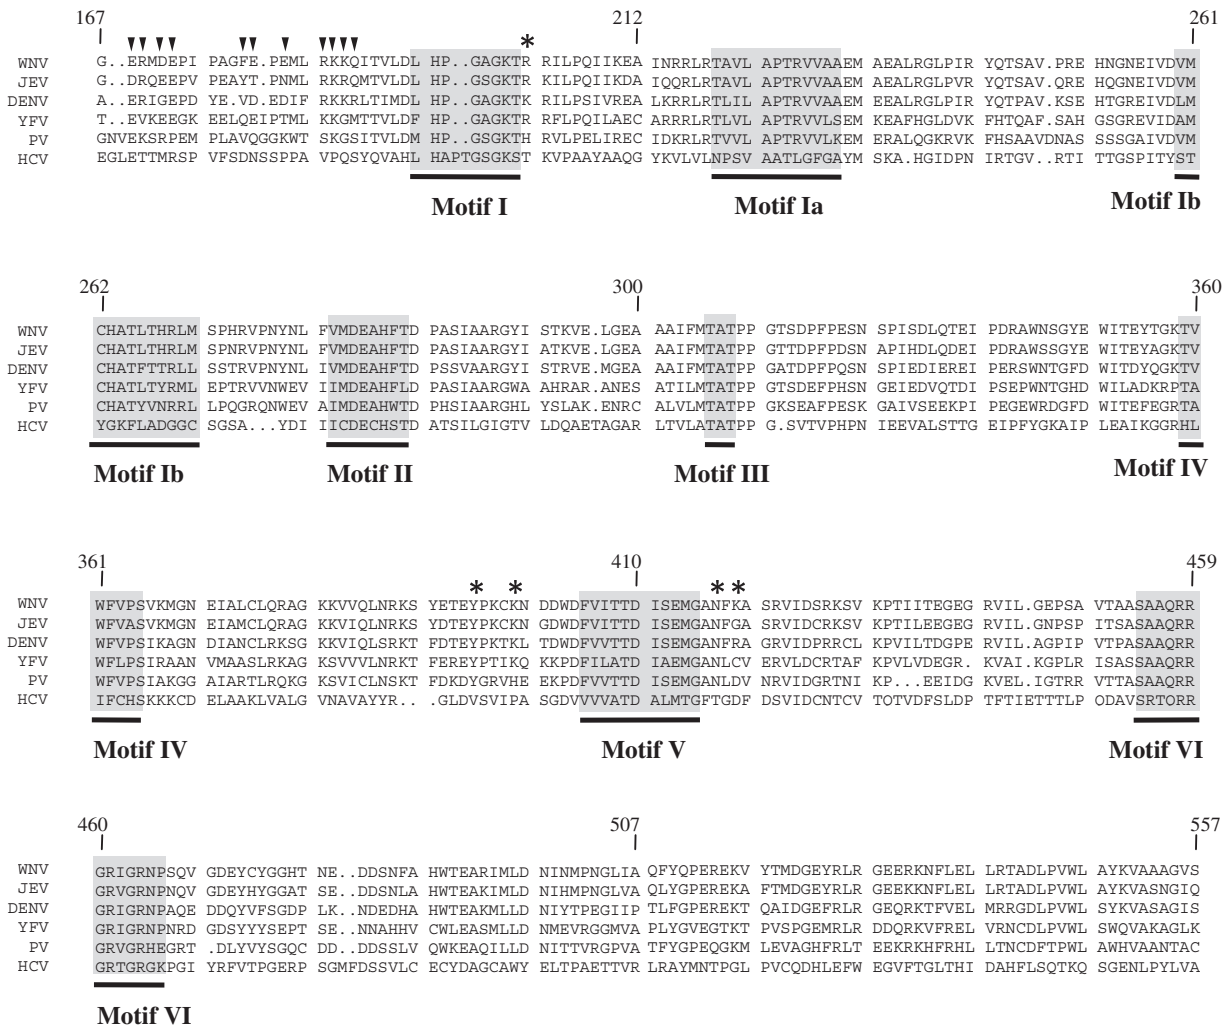 167 212 261
*
WNV G..ERMDEPI PAGFE.PEML RKKQITVLDL HP..GAGKTR RILPQIIKEA INRRLRTAVL APTRVVAAEM AEALRGLPIR YQTSAV.PRE HNGNEIVDVM
JEV G..DRQEEPV PEAYT.PNML RKRQMTVLDL HP..GSGKTR KILPQIIKDA IQQRLRTAVL APTRVVAAEM AEALRGLPVR YQTSAV.QRE HQGNEIVDVM
DENV A..ERIGEPD YE.VD.EDIF RKKRLTIMDL HP..GAGKTK RILPSIVREA LKRRLRTLIL APTRVVAAEM EEALRGLPIR YQTPAV.KSE HTGREIVDLM
YFV T..EVKEEGK EELQEIPTML KKGMTTVLDF HP..GAGKTR RFLPQILAEC ARRRLRTLVL APTRVVLSEM KEAFHGLDVK FHTQAF.SAH GSGREVIDAM
PV GNVEKSRPEM PLAVQGGKWT SKGSITVLDM HP..GSGKTH RVLPELIREC IDKRLRTVVL APTRVVLKEM ERALQGKRVK FHSAAVDNAS SSSGAIVDVM
HCV EGLETTMRSP VFSDNSSPPA VPQSYQVAHL HAPTGSGKST KVPAAYAAQG YKVLVLNPSV AATLGFGAYM SKA.HGIDPN IRTGV..RTI TTGSPITYST
Motif I Motif Ia Motif Ib
262 300 360
WNV CHATLTHRLM SPHRVPNYNL FVMDEAHFTD PASIAARGYI STKVE.LGEA AAIFMTATPP GTSDPFPESN SPISDLQTEI PDRAWNSGYE WITEYTGKTV
JEV CHATLTHRLM SPNRVPNYNL FVMDEAHFTD PASIAARGYI ATKVE.LGEA AAIFMTATPP GTTDPFPDSN APIHDLQDEI PDRAWSSGYE WITEYAGKTV
DENV CHATFTTRLL SSTRVPNYNL IVMDEAHFTD PSSVAARGYI STRVE.MGEA AAIFMTATPP GATDPFPQSN SPIEDIEREI PERSWNTGFD WITDYQGKTV
YFV CHATLTYRML EPTRVVNWEV IIMDEAHFLD PASIAARGWA AHRAR.ANES ATILMTATPP GTSDEFPHSN GEIEDVQTDI PSEPWNTGHD WILADKRPTA
PV CHATYVNRRL LPQGRQNWEV AIMDEAHWTD PHSIAARGHL YSLAK.ENRC ALVLMTATPP GKSEAFPESK GAIVSEEKPI PEGEWRDGFD WITEFEGRTA
HCV YGKFLADGGC SGSA...YDI IICDECHSTD ATSILGIGTV LDQAETAGAR LTVLATATPP G.SVTVPHPN IEEVALSTTG EIPFYGKAIP LEAIKGGRHL
Motif Ib Motif II Motif III Motif IV
361 410 459
* * * *
WNV WFVPSVKMGN EIALCLQRAG KKVVQLNRKS YETEYPKCKN DDWDFVITTD ISEMGANFKA SRVIDSRKSV KPTIITEGEG RVIL.GEPSA VTAASAAQRR
JEV WFVASVKMGN EIAMCLQRAG KKVIQLNRKS YDTEYPKCKN GDWDFVITTD ISEMGANFGA SRVIDCRKSV KPTILEEGEG RVIL.GNPSP ITSASAAQRR
DENV WFVPSIKAGN DIANCLRKSG KKVIQLSRKT FDTEYPKTKL TDWDFVVTTD ISEMGANFRA GRVIDPRRCL KPVILTDGPE RVIL.AGPIP VTPASAAQRR
YFV WFLPSIRAAN VMAASLRKAG KSVVVLNRKT FEREYPTIKQ KKPDFILATD IAEMGANLCV ERVLDCRTAF KPVLVDEGR. KVAI.KGPLR ISASSAAQRR
PV WFVPSIAKGG AIARTLRQKG KSVICLNSKT FDKDYGRVHE EKPDFVVTTD ISEMGANLDV NRVIDGRTNI KP...EEIDG KVEL.IGTRR VTTASAAQRR
HCV IFCHSKKKCD ELAAKLVALG VNAVAYYR.. .GLDVSVIPA SGDVVVVATD ALMTGFTGDF DSVIDCNTCV TQTVDFSLDP TFTIETTTLP QDAVSRTQRR
Motif IV Motif V Motif VI
460 507 557
WNV GRIGRNPSQV GDEYCYGGHT NE..DDSNFA HWTEARIMLD NINMPNGLIA QFYQPEREKV YTMDGEYRLR GEERKNFLEL LRTADLPVWL AYKVAAAGVS
JEV GRVGRNPNQV GDEYHYGGAT SE..DDSNLA HWTEAKIMLD NIHMPNGLVA QLYGPEREKA FTMDGEYRLR GEEKKNFLEL LRTADLPVWL AYKVASNGIQ
DENV GRIGRNPAQE DDQYVFSGDP LK..NDEDHA HWTEAKMLLD NIYTPEGIIP TLFGPEREKT QAIDGEFRLR GEQRKTFVEL MRRGDLPVWL SYKVASAGIS
YFV GRIGRNPNRD GDSYYYSEPT SE..NNAHHV CWLEASMLLD NMEVRGGMVA PLYGVEGTKT PVSPGEMRLR DDQRKVFREL VRNCDLPVWL SWQVAKAGLK
PV GRVGRHEGRT .DLYVYSGQC DD..DDSSLV QWKEAQILLD NITTVRGPVA TFYGPEQGKM LEVAGHFRLT EEKRKHFRHL LTNCDFTPWL AWHVAANTAC
HCV GRTGRGKPGI YRFVTPGERP SGMFDSSVLC ECYDAGCAWY ELTPAETTVR LRAYMNTPGL PVCQDHLEFW EGVFTGLTHI DAHFLSQTKQ SGENLPYLVA
Motif VI